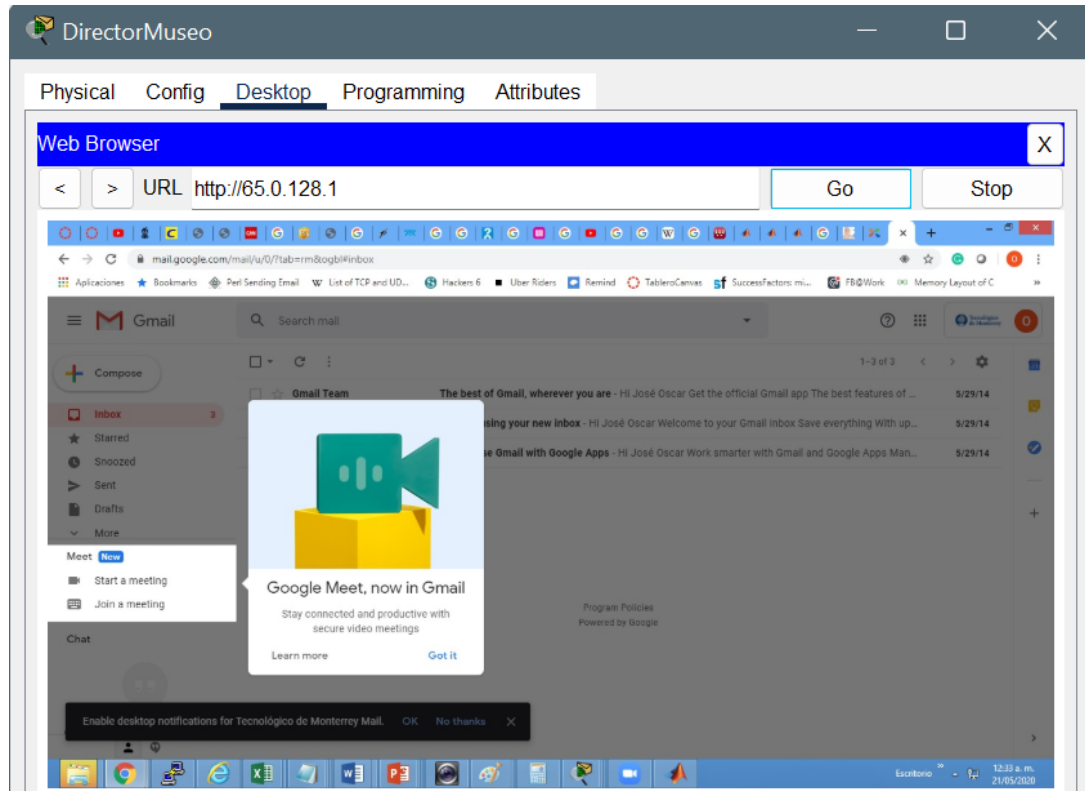 DirectorMuseo
Physical Config Desktop Programming Attributes
Web Browser X
< > URL http://65.0.128.1 Go Stop
mail.google.com/mail/u/0/?tab=rm&ogbl#inbox
Aplicaciones Bookmarks Perl Sending Email List of TCP and UD... Hackers 6 Uber Riders Remind TableroCanvas SuccessFactors: mi... FB@Work Memory Layout of C »
Gmail Search mail Tecnológico de Monterrey O
Compose 1–3 of 3
Gmail Team The best of Gmail, wherever you are - Hi José Oscar Get the official Gmail app The best features of ... 5/29/14
Inbox 3 using your new inbox - Hi José Oscar Welcome to your Gmail inbox Save everything With up... 5/29/14
Starred
Snoozed Gmail with Google Apps - Hi José Oscar Work smarter with Gmail and Google Apps Man... 5/29/14
Sent
Drafts
More
Meet New
Start a meeting
Join a meeting
Chat
Google Meet, now in Gmail
Stay connected and productive with
secure video meetings
Learn more Got it
Program Policies
Powered by Google
Enable desktop notifications for Tecnológico de Monterrey Mail. OK No thanks X
Escritorio » 12:33 a. m.
21/05/2020